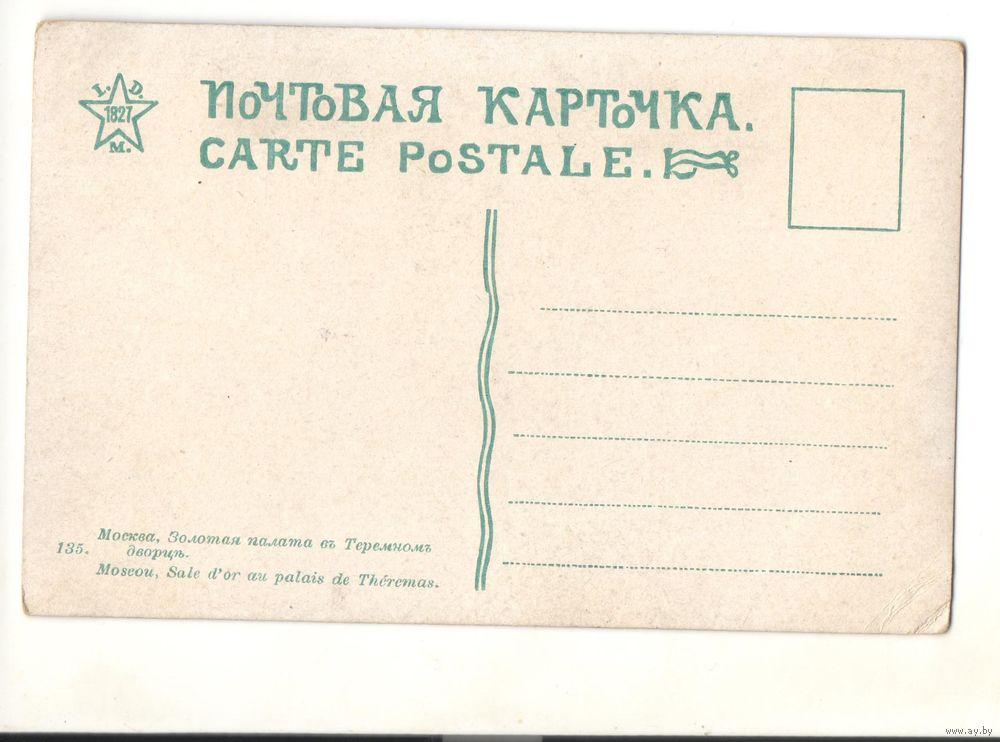 I. D.
1827
M.
ПОЧТОВАЯ КАРТОЧКА.
CARTE POSTALE.
135. Москва, Золотая палата въ Теремномъ
дворцѣ.
Moscou, Sale d'or au palais de Théremas.
www.ay.by